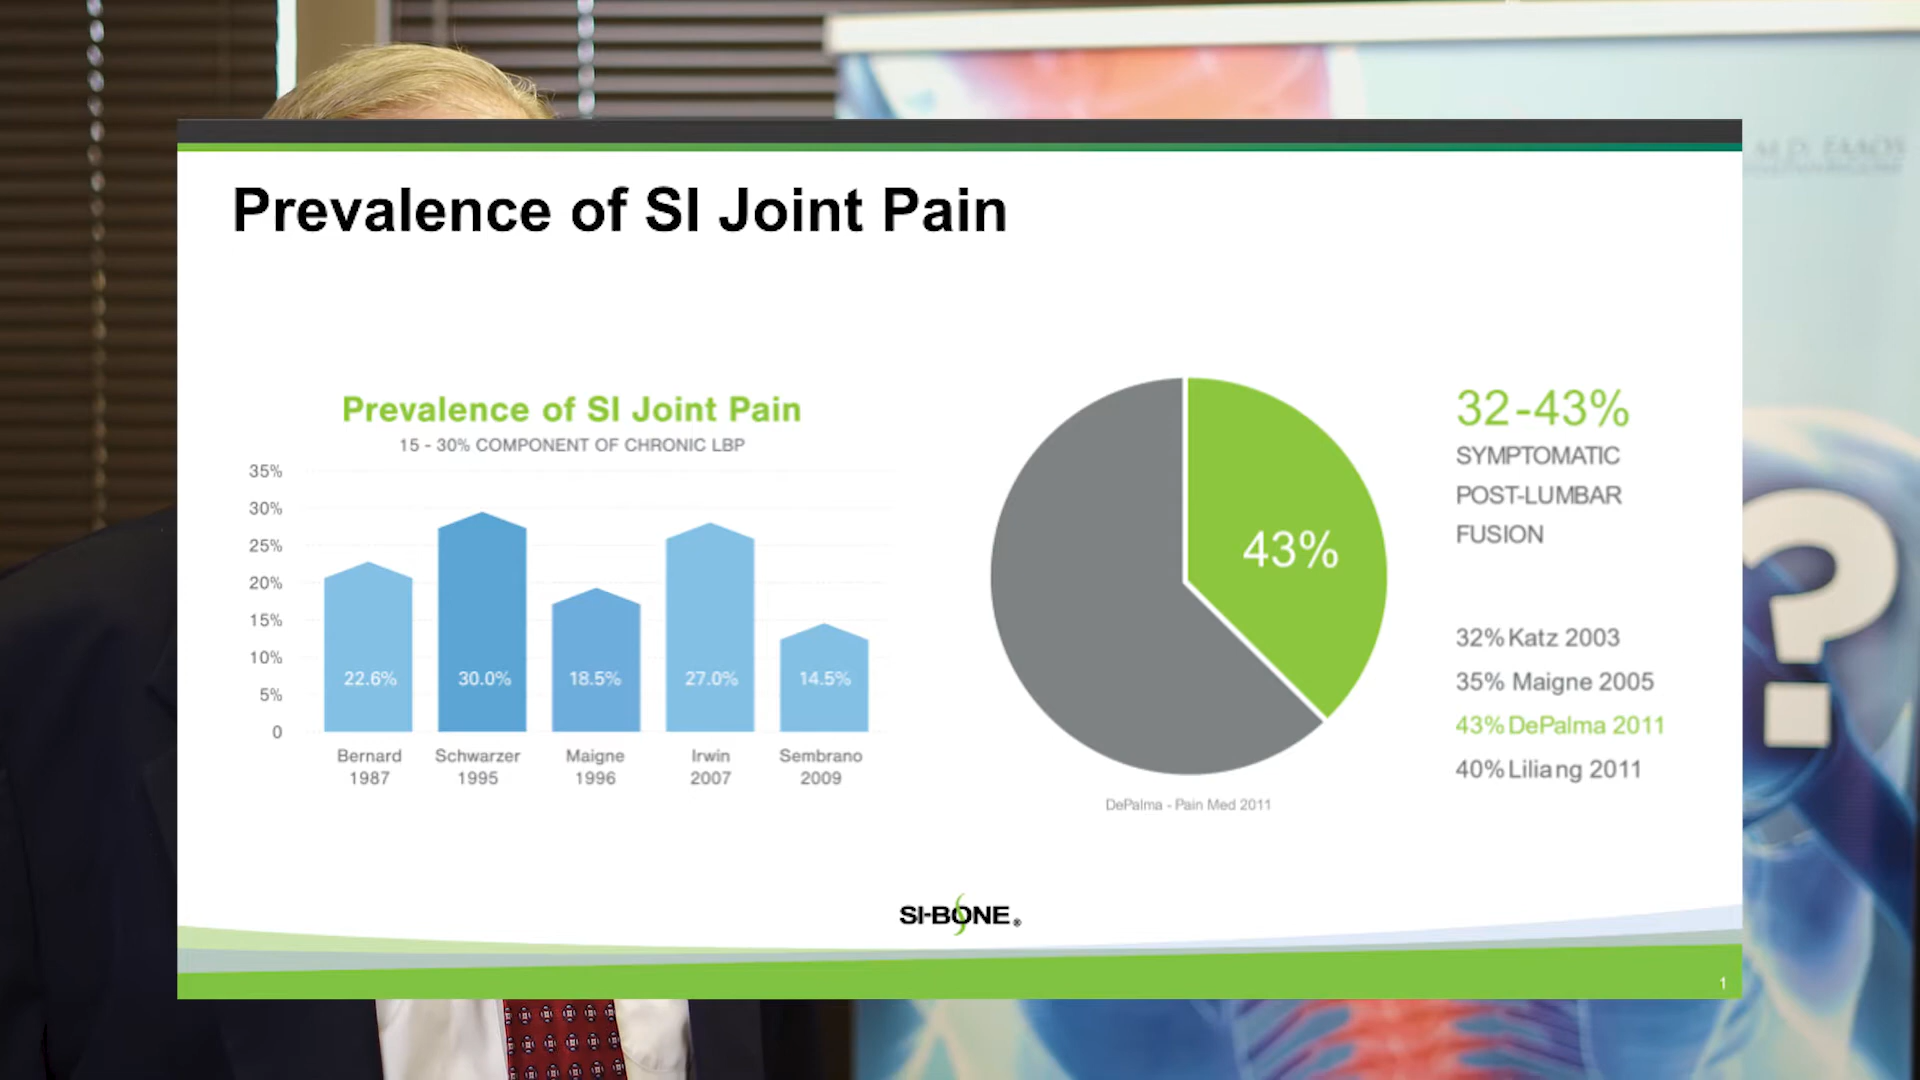 Prevalence of SI Joint Pain
Prevalence of SI Joint Pain
15 - 30% COMPONENT OF CHRONIC LBP
35%
30%
25%
20%
15%
10%
5%
0
22.6%
30.0%
18.5%
27.0%
14.5%
Bernard
1987
Schwarzer
1995
Maigne
1996
Irwin
2007
Sembrano
2009
43%
DePalma - Pain Med 2011
32-43%
SYMPTOMATIC
POST-LUMBAR
FUSION
32% Katz 2003
35% Maigne 2005
43% DePalma 2011
40% Liliang 2011
SI-BONE®
1
M.D. FAAOS
?